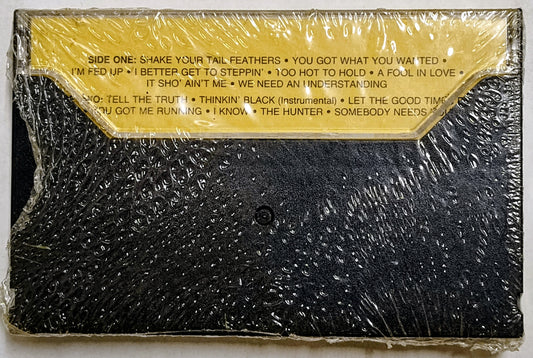 SIDE ONE: SHAKE YOUR TAIL FEATHERS • YOU GOT WHAT YOU WANTED •
I'M FED UP • I BETTER GET TO STEPPIN' • TOO HOT TO HOLD • A FOOL IN LOVE •
IT SHO' AIN'T ME • WE NEED AN UNDERSTANDING
TELL THE TRUTH • THINKIN' BLACK (Instrumental) • LET THE GOOD
GOT ME RUNNING • I KNOW • THE HUNTER • SOMEBODY NEEDS